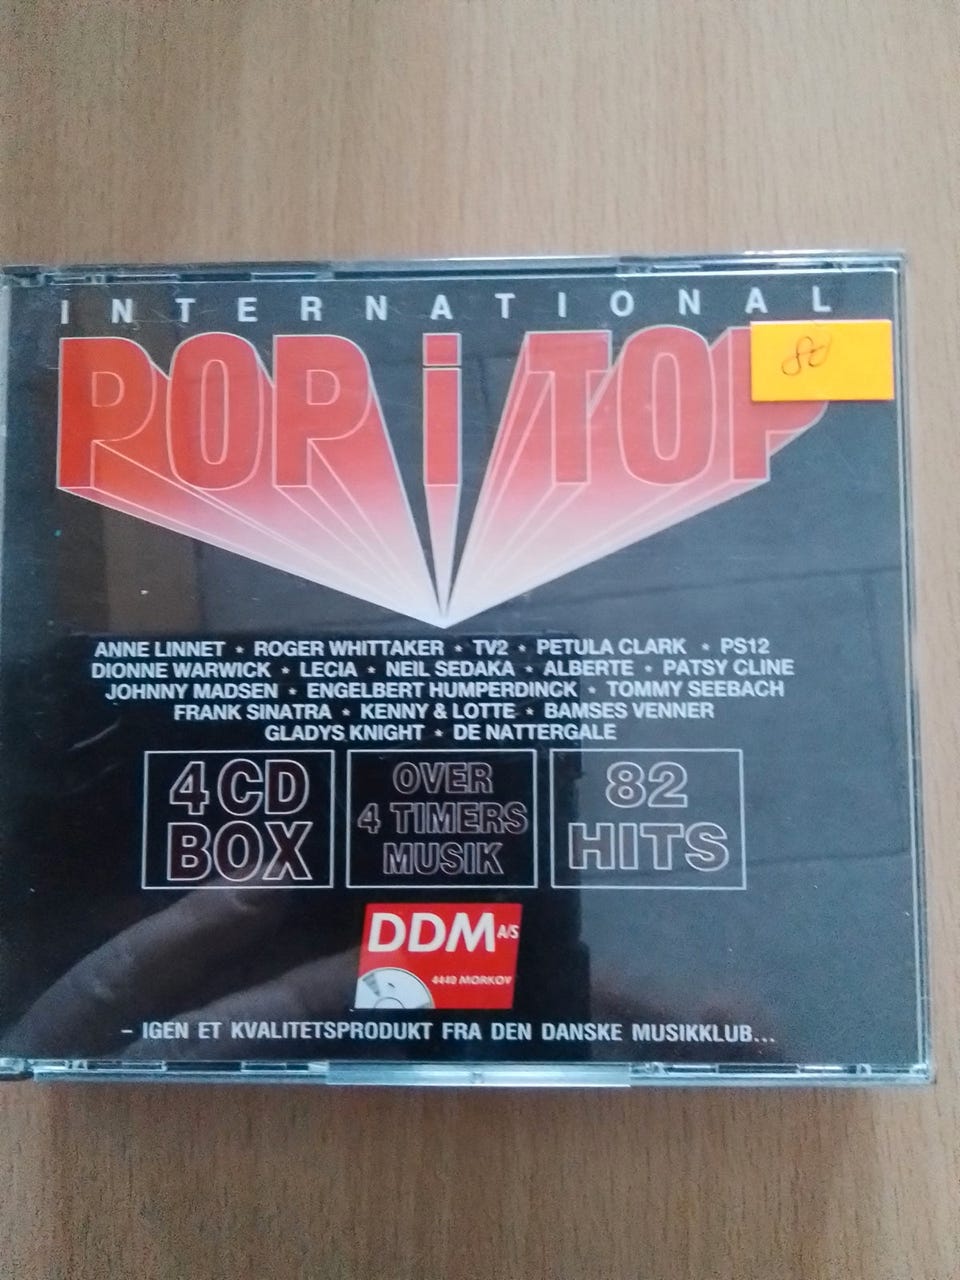 INTERNATIONAL
POP i TOP
ANNE LINNET * ROGER WHITTAKER * TV2 * PETULA CLARK * PS12
DIONNE WARWICK * LECIA * NEIL SEDAKA * ALBERTE * PATSY CLINE
JOHNNY MADSEN * ENGELBERT HUMPERDINCK * TOMMY SEEBACH
FRANK SINATRA * KENNY & LOTTE * BAMSES VENNER
GLADYS KNIGHT * DE NATTERGALE
4 CD
BOX
OVER
4 TIMERS
MUSIK
82
HITS
DDM A/S
4440 MORKOV
– IGEN ET KVALITETSPRODUKT FRA DEN DANSKE MUSIKKLUB...